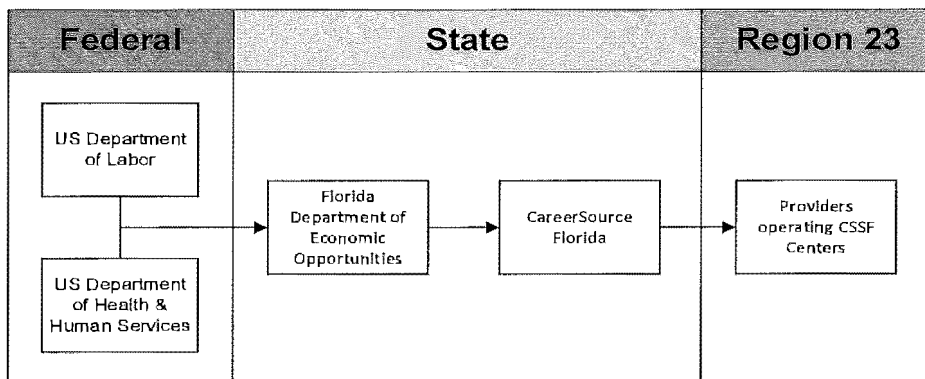 Federal
State
Region 23
US Department
of Labor
US Department
of Health &
Human Services
Florida
Department of
Economic
Opportunities
CareerSource
Florida
Providers
operating CSSF
Centers